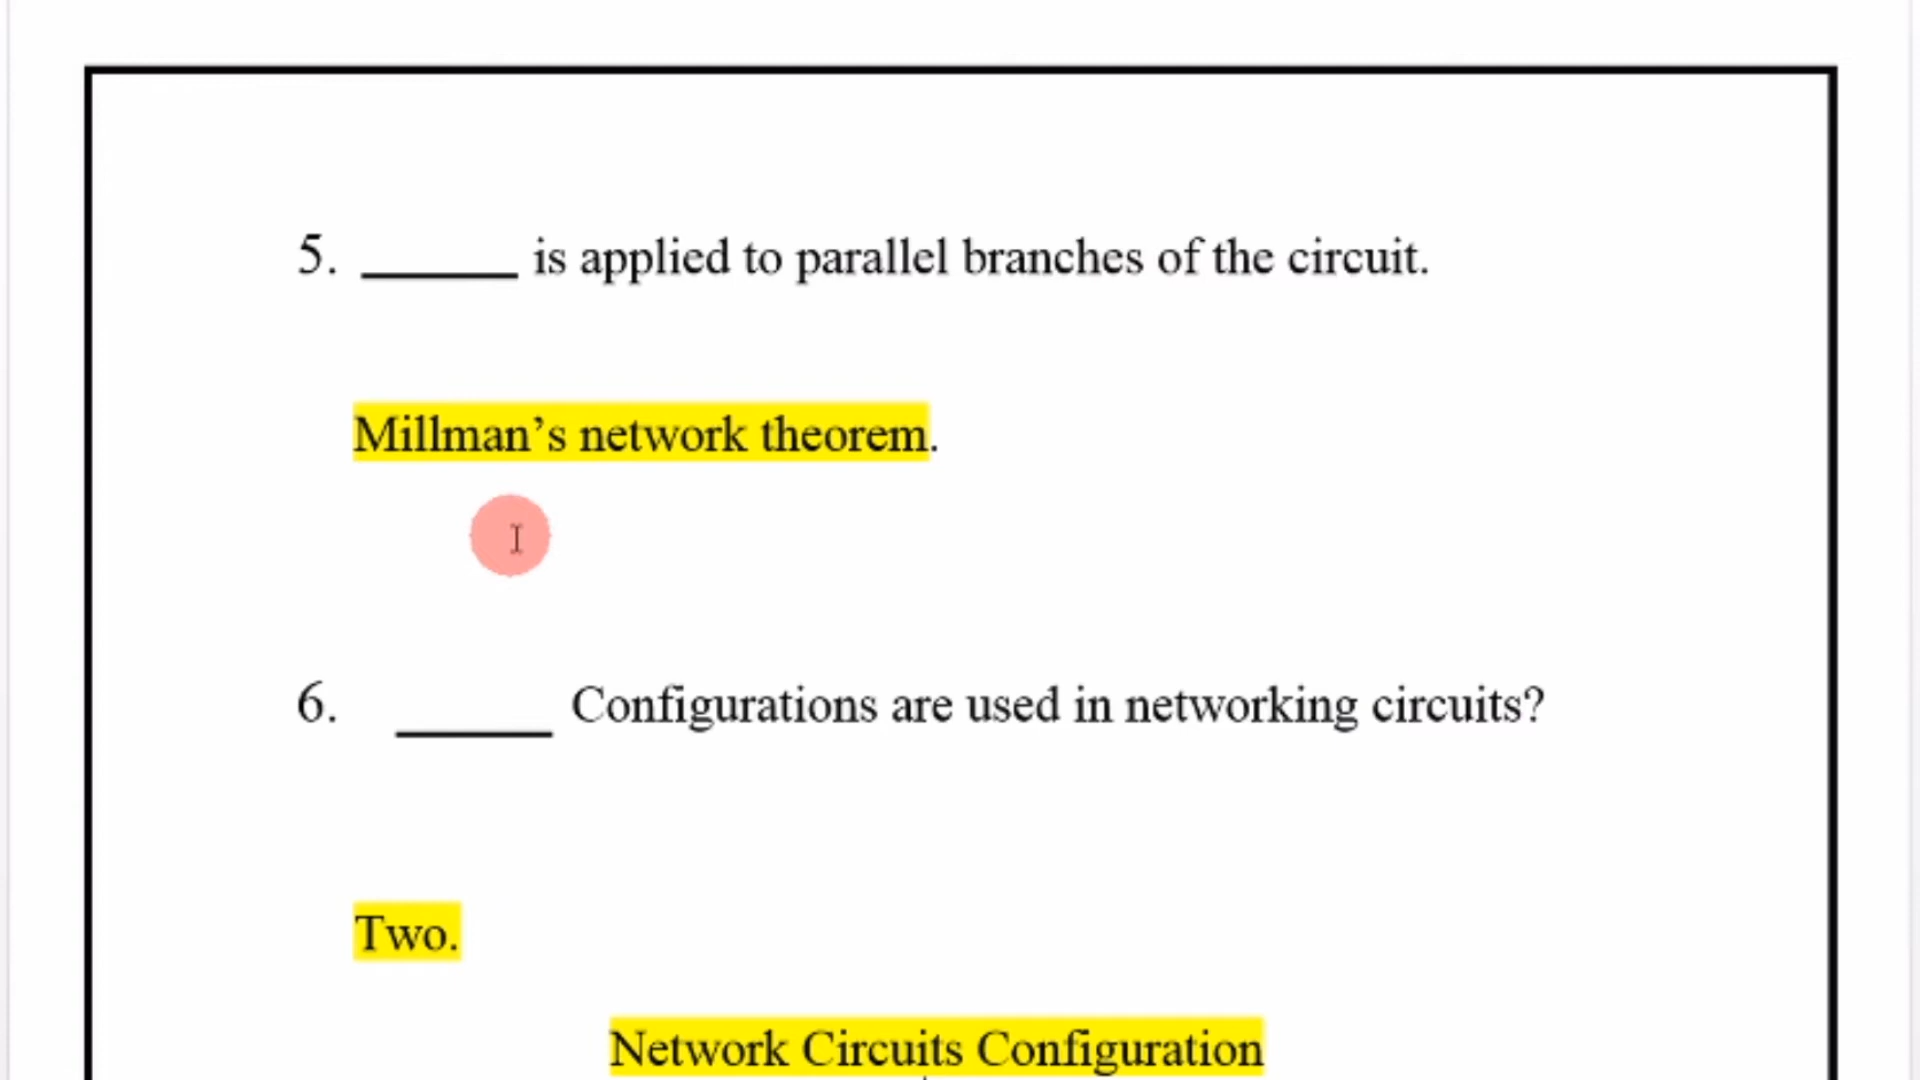 5. ______ is applied to parallel branches of the circuit.
Millman’s network theorem.
6. ______ Configurations are used in networking circuits?
Two.
Network Circuits Configuration